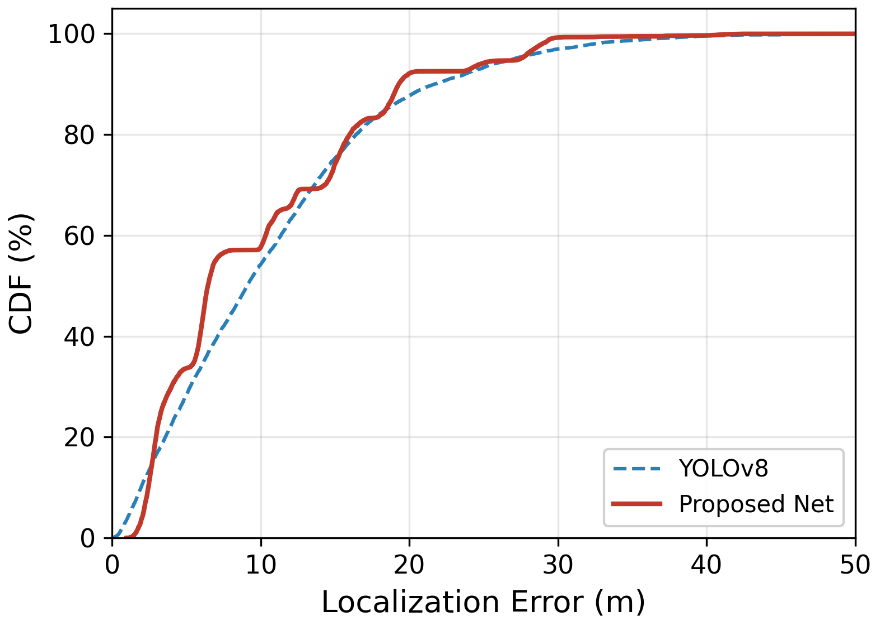 CDF (%)
100
80
60
40
20
0
0 10 20 30 40 50
Localization Error (m)
YOLOv8
Proposed Net